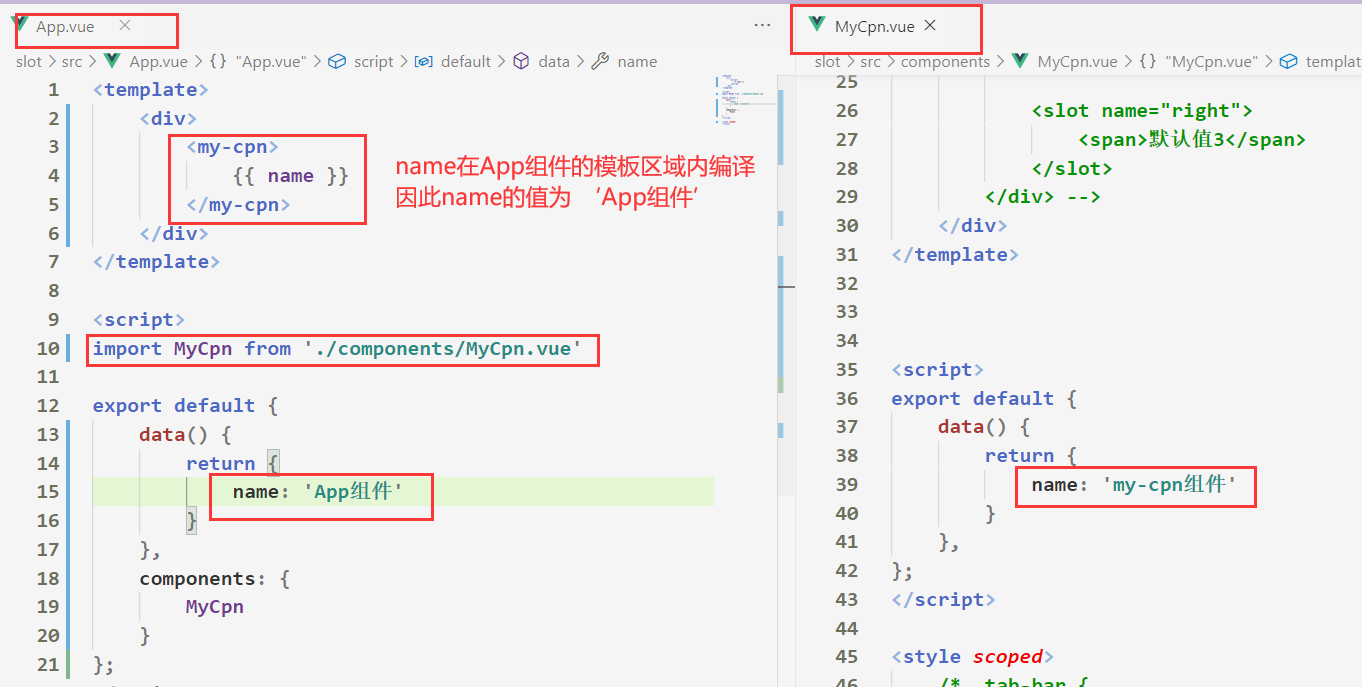 App.vue
slot > src > App.vue > {} "App.vue" > script > default > data > name
1 <template>
2 <div>
3 <my-cpn>
4 {{ name }}
5 </my-cpn>
6 </div>
7 </template>
8
9 <script>
10 import MyCpn from './components/MyCpn.vue'
11
12 export default {
13 data() {
14 return {
15 name: 'App组件'
16 }
17 },
18 components: {
19 MyCpn
20 }
21 };
name在App组件的模板区域内编译
因此name的值为 ‘App组件’
MyCpn.vue
slot > src > components > MyCpn.vue > {} "MyCpn.vue" > templat
25
26 <slot name="right">
27 <span>默认值3</span>
28 </slot>
29 </div> -->
30 </div>
31 </template>
32
33
34
35 <script>
36 export default {
37 data() {
38 return {
39 name: 'my-cpn组件'
40 }
41 },
42 };
43 </script>
44
45 <style scoped>
46 /* .tab-bar {